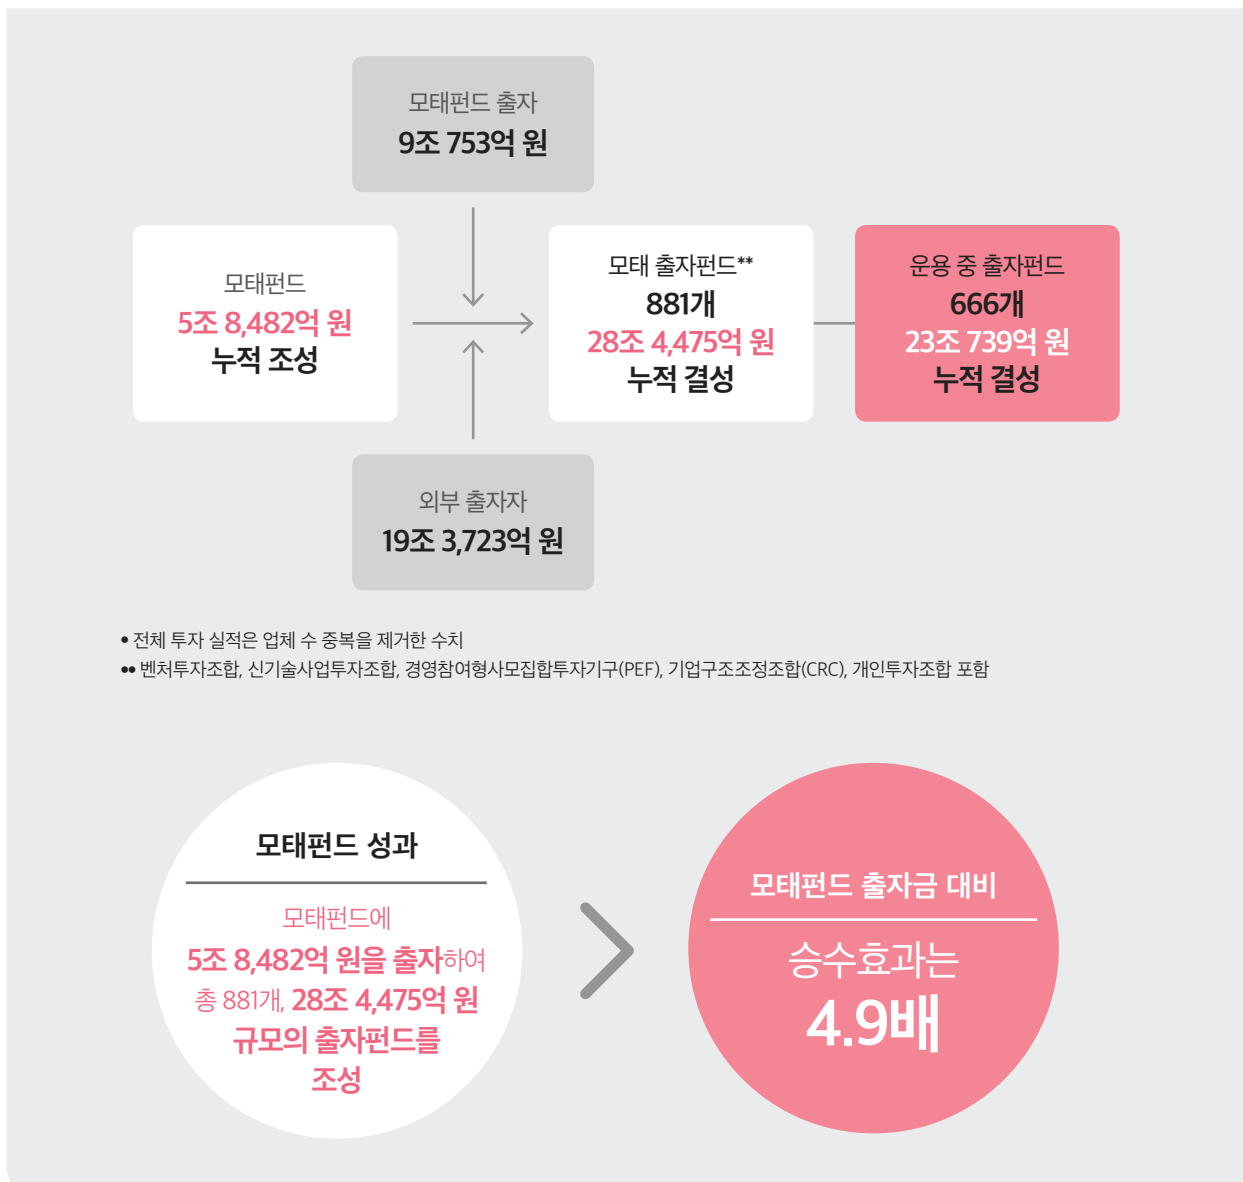 모태펀드 출자
9조 753억 원
모태펀드
5조 8,482억 원
누적 조성
모태 출자펀드**
881개
28조 4,475억 원
누적 결성
운용 중 출자펀드
666개
23조 739억 원
누적 결성
외부 출자자
19조 3,723억 원
• 전체 투자 실적은 업체 수 중복을 제거한 수치
•• 벤처투자조합, 신기술사업투자조합, 경영참여형사모집합투자기구(PEF), 기업구조조정조합(CRC), 개인투자조합 포함
모태펀드 성과
모태펀드에
5조 8,482억 원을 출자하여
총 881개, 28조 4,475억 원
규모의 출자펀드를
조성
모태펀드 출자금 대비
승수효과는
4.9배